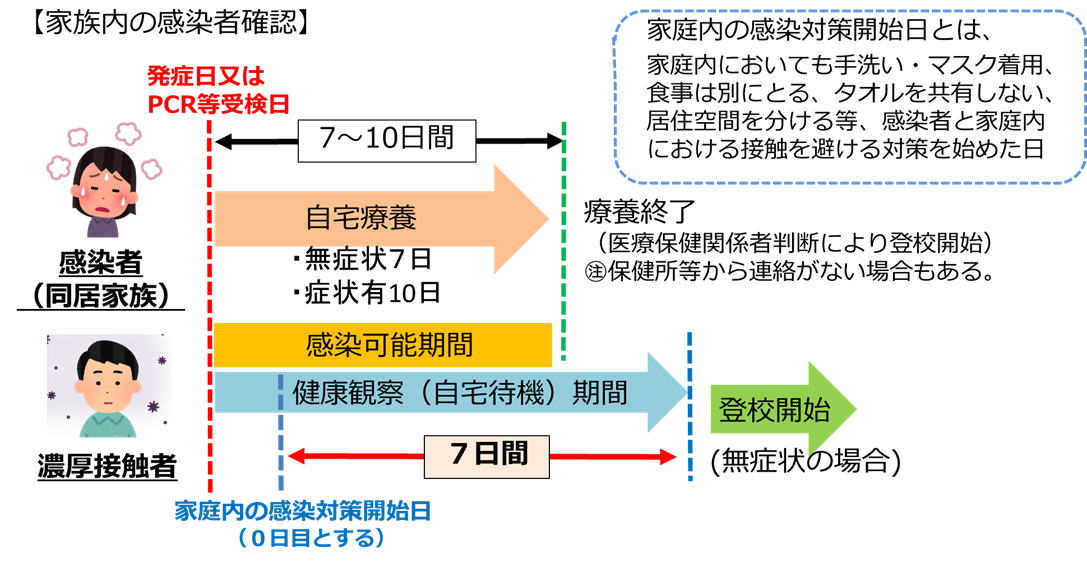 【家族内の感染者確認】
家庭内の感染対策開始日とは、
家庭内においても手洗い・マスク着用、
食事は別にとる、タオルを共有しない、
居住空間を分ける等、感染者と家庭内
における接触を避ける対策を始めた日
発症日又は
PCR等受検日
7～10日間
自宅療養
・無症状7日
・症状有10日
療養終了
（医療保健関係者判断により登校開始）
㊟保健所等から連絡がない場合もある。
感染者
（同居家族）
感染可能期間
健康観察（自宅待機）期間
登校開始
(無症状の場合)
７日間
濃厚接触者
家庭内の感染対策開始日
（０日目とする）